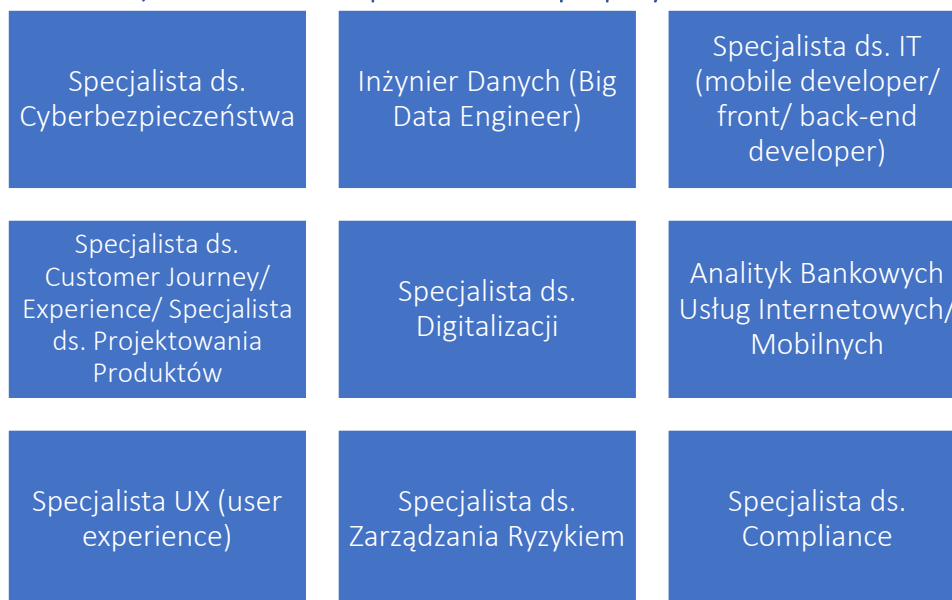 Specjalista ds.
Cyberbezpieczeństwa
Inżynier Danych (Big
Data Engineer)
Specjalista ds. IT
(mobile developer/
front/ back-end
developer)
Specjalista ds.
Customer Journey/
Experience/ Specjalista
ds. Projektowania
Produktów
Specjalista ds.
Digitalizacji
Analityk Bankowych
Usług Internetowych/
Mobilnych
Specjalista UX (user
experience)
Specjalista ds.
Zarządzania Ryzykiem
Specjalista ds.
Compliance